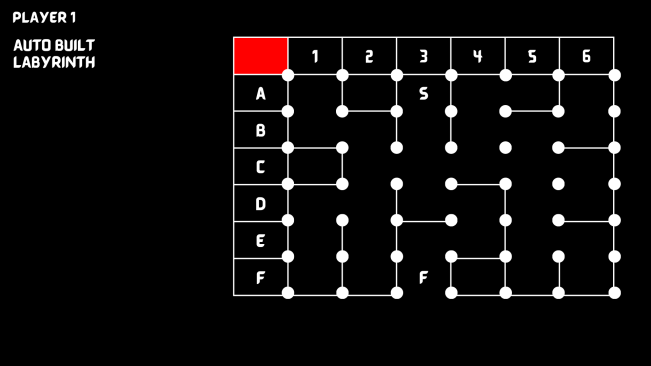 PLAYER 1
AUTO BUILT
LABYRINTH
1 2 3 4 5 6
A S
B
C
D
E
F F